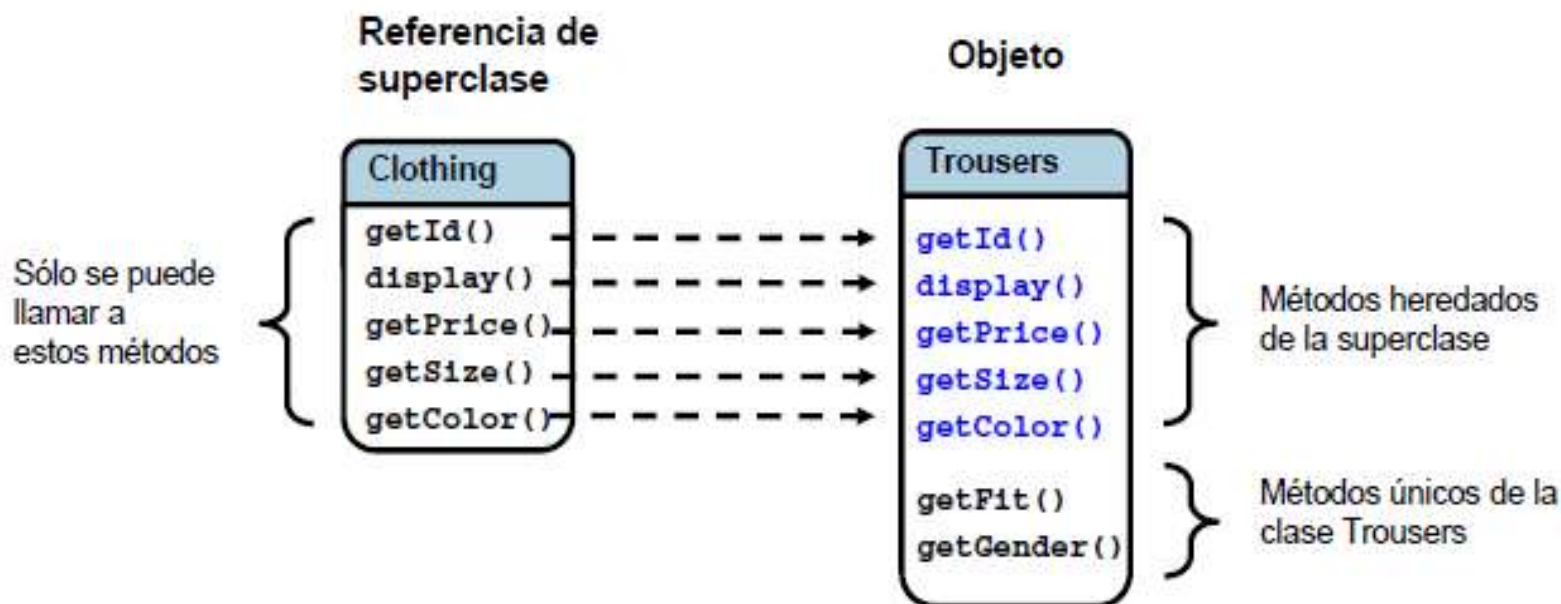 Referencia de
superclase
Objeto
Clothing
getId()
display()
getPrice()
getSize()
getColor()
Sólo se puede
llamar a
estos métodos
Trousers
getId()
display()
getPrice()
getSize()
getColor()
getFit()
getGender()
Métodos heredados
de la superclase
Métodos únicos de la
clase Trousers